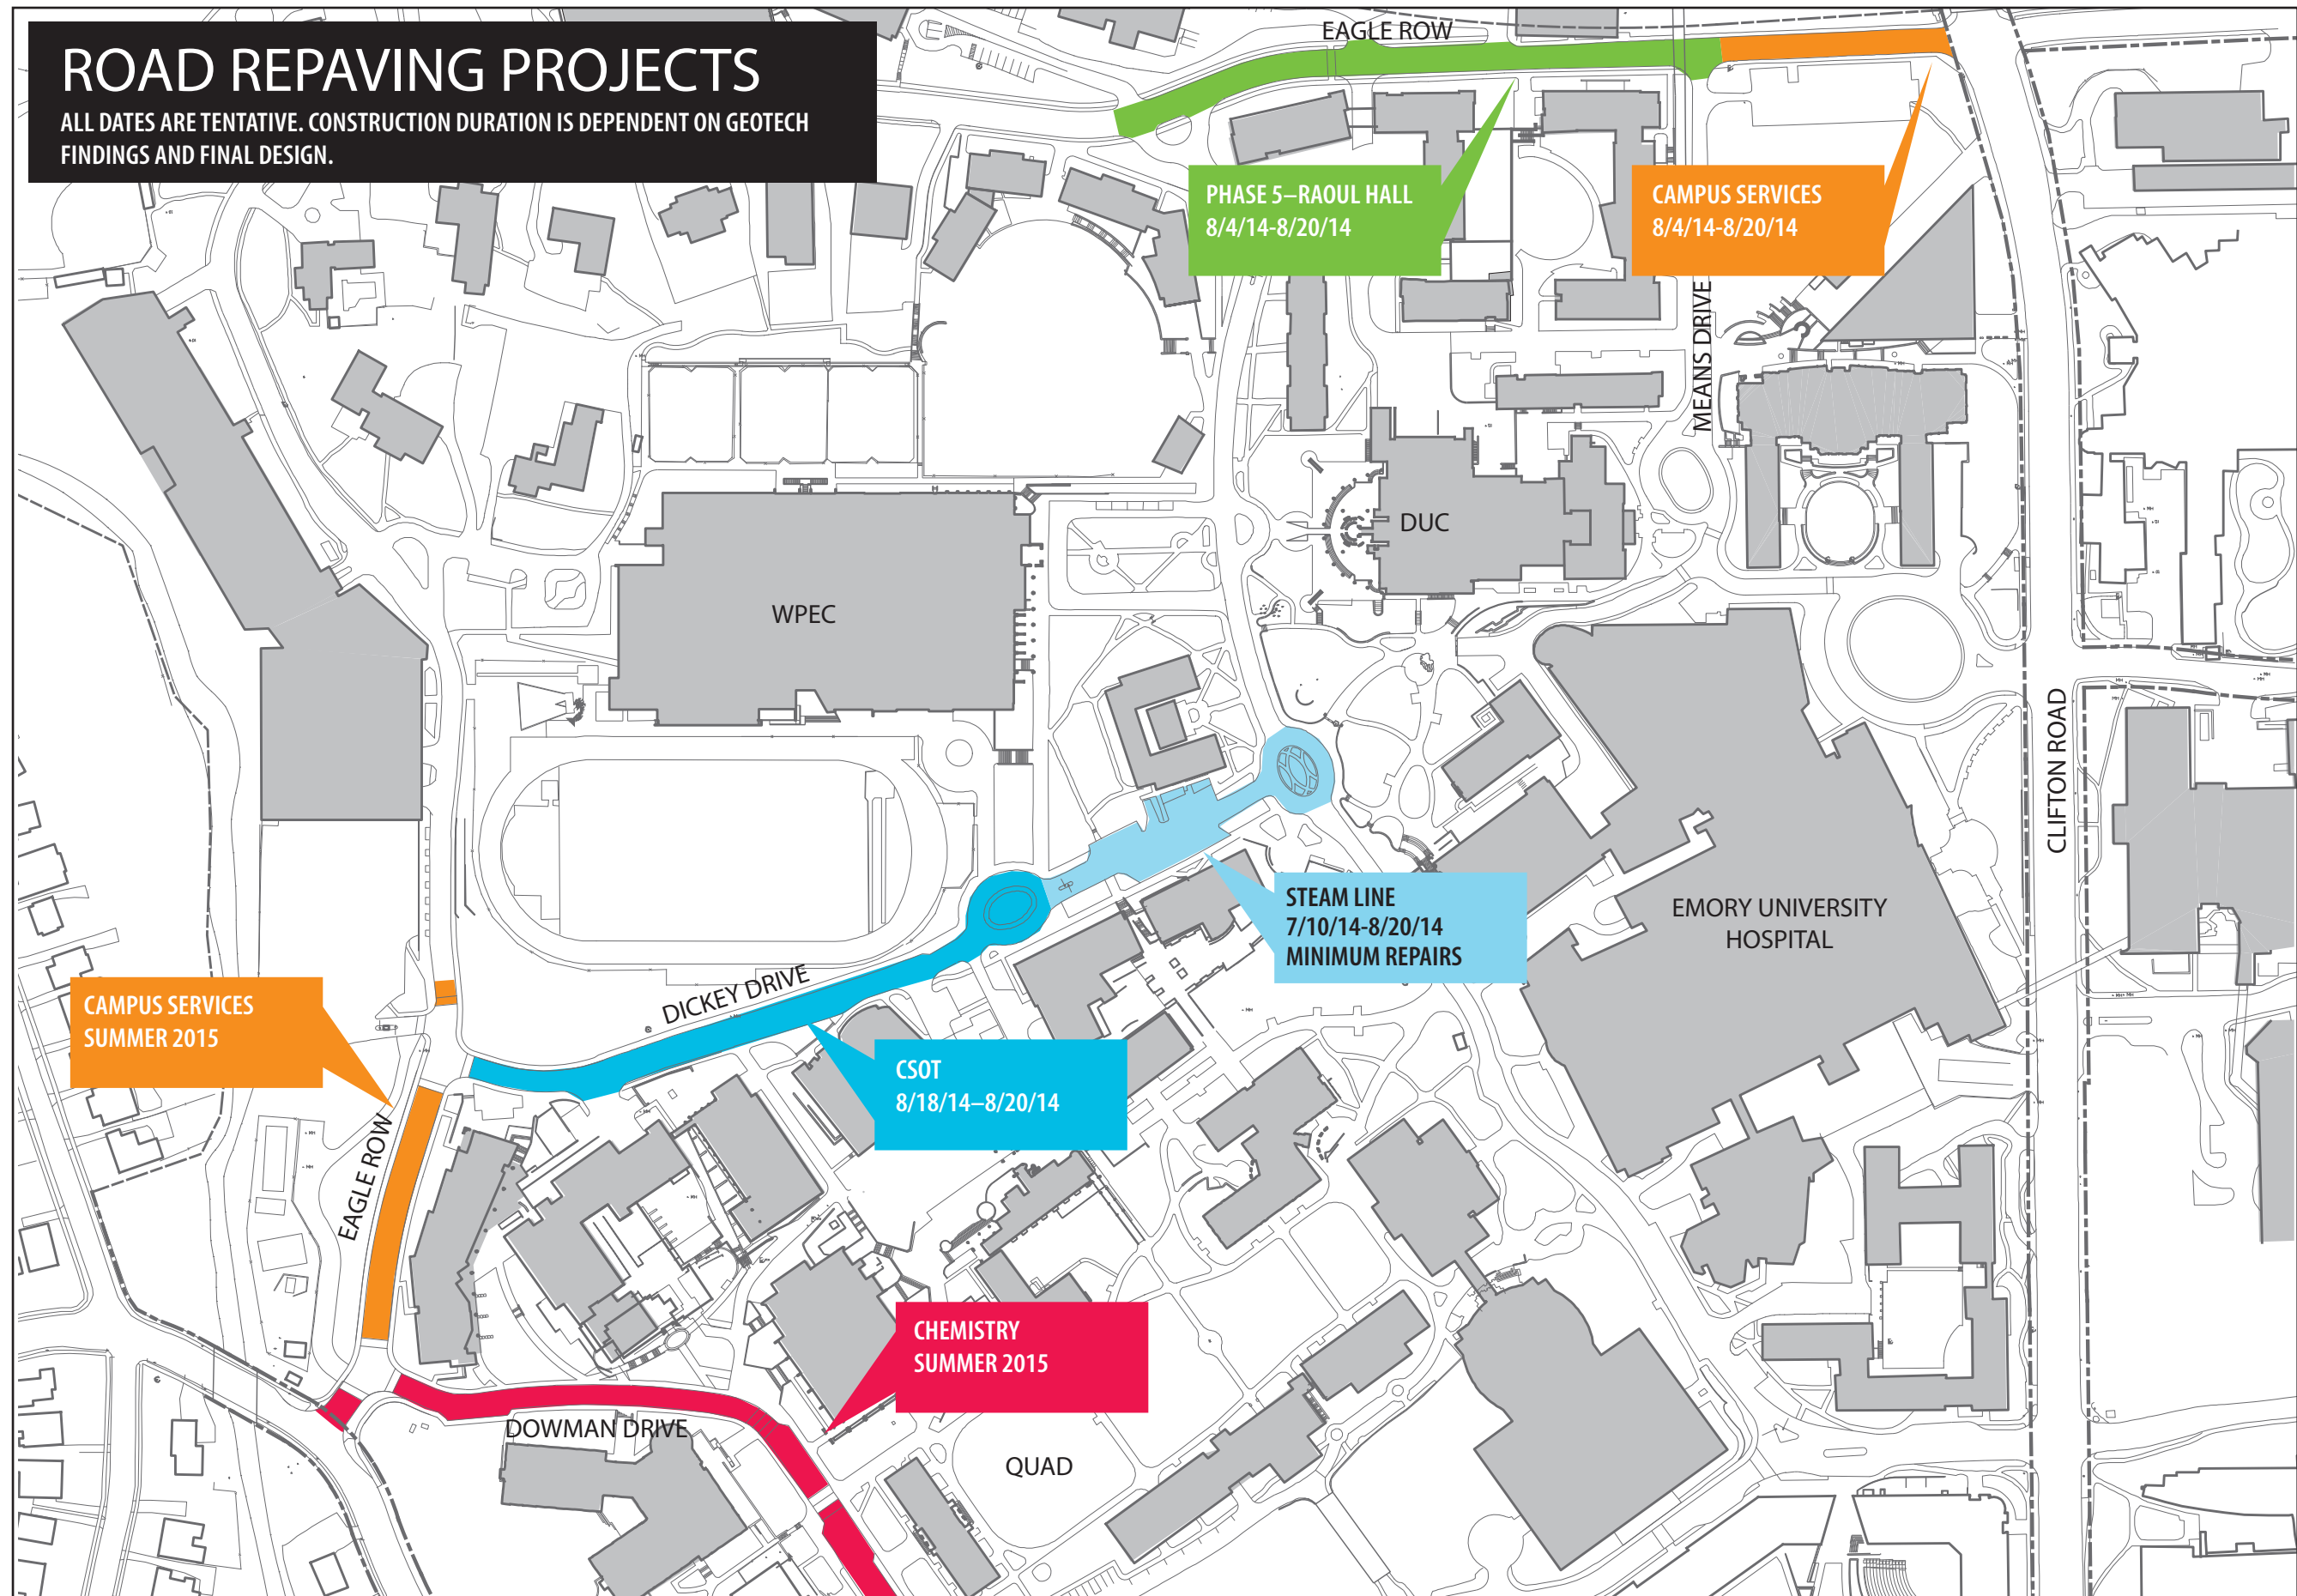 ROAD REPAVING PROJECTS
ALL DATES ARE TENTATIVE. CONSTRUCTION DURATION IS DEPENDENT ON GEOTECH
FINDINGS AND FINAL DESIGN.
EAGLE ROW
PHASE 5–RAOUL HALL
8/4/14-8/20/14
CAMPUS SERVICES
8/4/14-8/20/14
MEANS DRIVE
DUC
WPEC
CLIFTON ROAD
STEAM LINE
7/10/14-8/20/14
MINIMUM REPAIRS
EMORY UNIVERSITY
HOSPITAL
DICKEY DRIVE
CAMPUS SERVICES
SUMMER 2015
CSOT
8/18/14–8/20/14
EAGLE ROW
CHEMISTRY
SUMMER 2015
DOWMAN DRIVE
QUAD